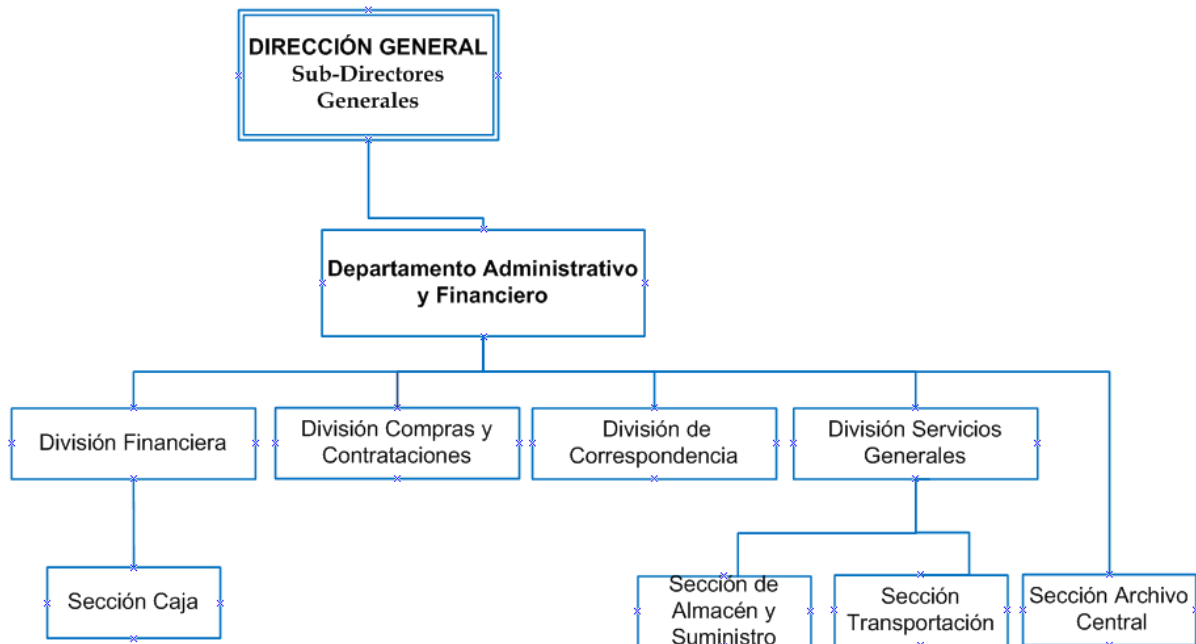 DIRECCIÓN GENERAL
Sub-Directores
Generales
Departamento Administrativo
y Financiero
División Financiera
División Compras y
Contrataciones
División de
Correspondencia
División Servicios
Generales
Sección Caja
Sección de
Almacén y
Suministro
Sección
Transportación
Sección Archivo
Central